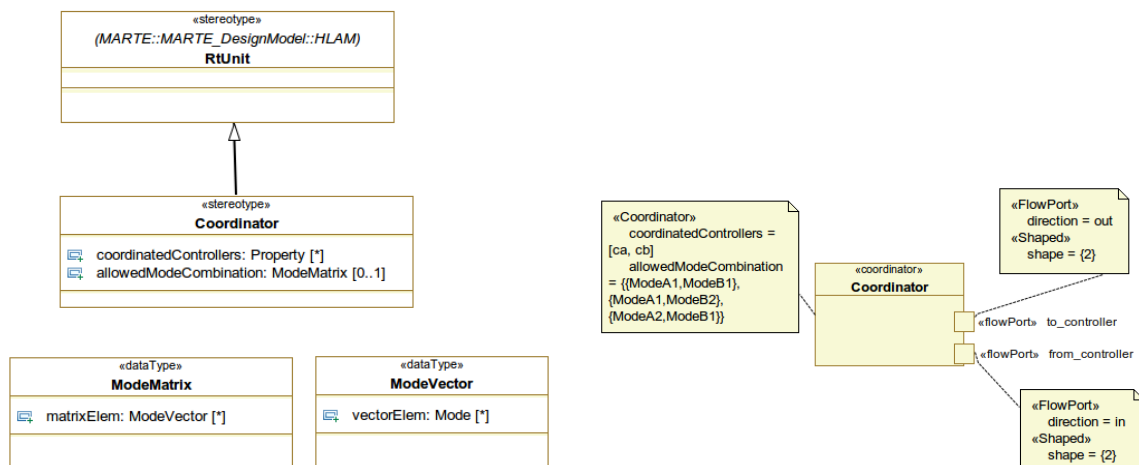 «stereotype»
(MARTE::MARTE_DesignModel::HLAM)
RtUnit
«stereotype»
Coordinator
coordinatedControllers: Property [*]
allowedModeCombination: ModeMatrix [0..1]
«dataType»
ModeMatrix
matrixElem: ModeVector [*]
«dataType»
ModeVector
vectorElem: Mode [*]
«Coordinator»
coordinatedControllers =
[ca, cb]
allowedModeCombination
= {{ModeA1,ModeB1},
{ModeA1,ModeB2},
{ModeA2,ModeB1}}
«coordinator»
Coordinator
«FlowPort»
direction = out
«Shaped»
shape = {2}
«flowPort» to_controller
«flowPort» from_controller
«FlowPort»
direction = in
«Shaped»
shape = {2}